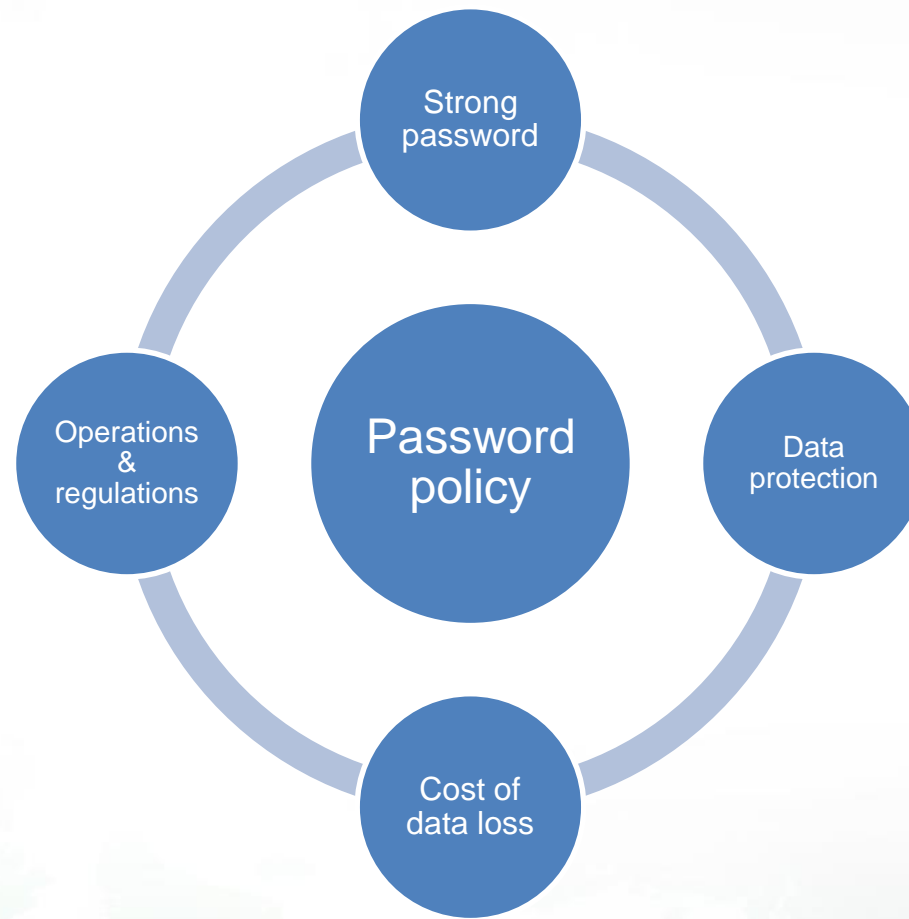 Strong
password
Operations
&
regulations
Password
policy
Data
protection
Cost of
data loss